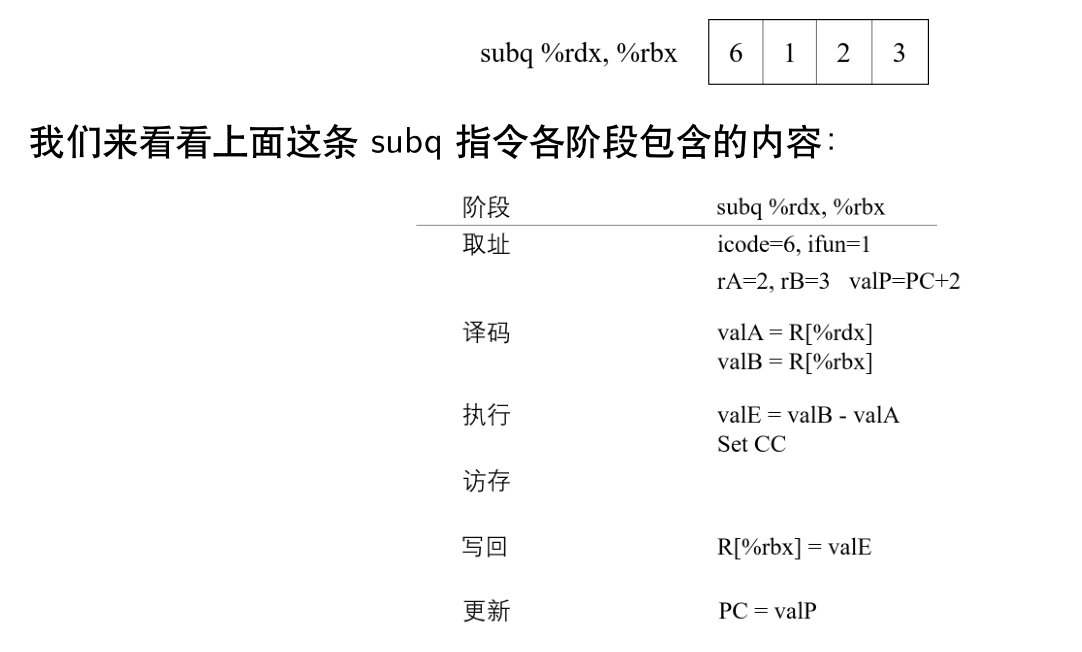 subq %rdx, %rbx 6 1 2 3
我们来看看上面这条 subq 指令各阶段包含的内容:
阶段 subq %rdx, %rbx
取址 icode=6, ifun=1
rA=2, rB=3 valP=PC+2
译码 valA = R[%rdx]
valB = R[%rbx]
执行 valE = valB - valA
Set CC
访存
写回 R[%rbx] = valE
更新 PC = valP